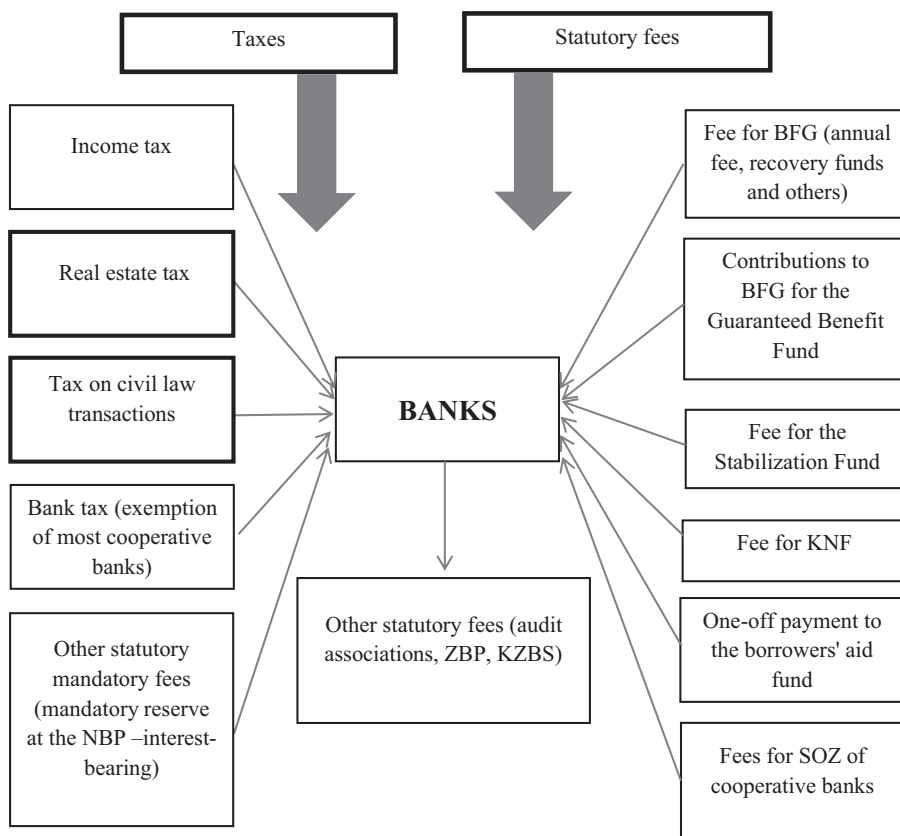 Taxes
Statutory fees
Income tax
Real estate tax
Tax on civil law
transactions
Bank tax (exemption
of most cooperative
banks)
Other statutory
mandatory fees
(mandatory reserve
at the NBP –interest-
bearing)
BANKS
Other statutory fees (audit
associations, ZBP, KZBS)
Fee for BFG (annual
fee, recovery funds
and others)
Contributions to
BFG for the
Guaranteed Benefit
Fund
Fee for the
Stabilization Fund
Fee for KNF
One-off payment to
the borrowers' aid
fund
Fees for SOZ of
cooperative banks